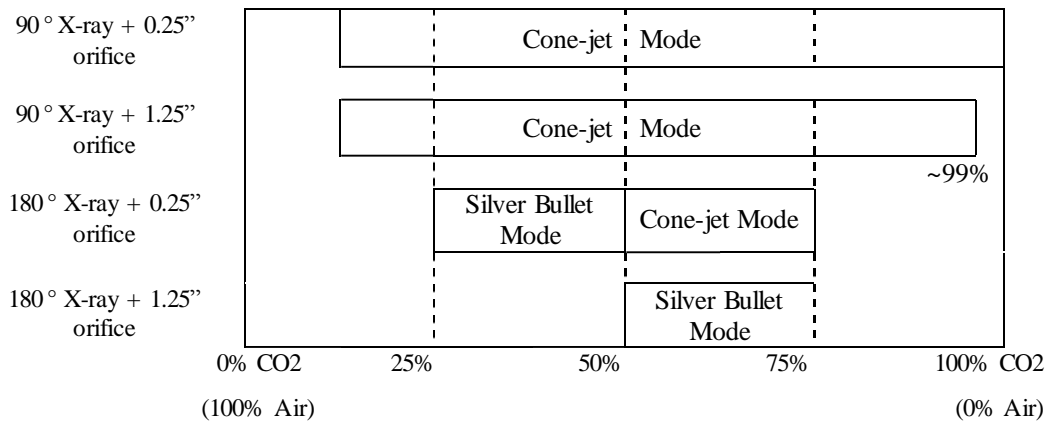 90° X-ray + 0.25”
orifice
Cone-jet Mode
90° X-ray + 1.25”
orifice
Cone-jet Mode
~99%
180° X-ray + 0.25”
orifice
Silver Bullet
Mode
Cone-jet Mode
180° X-ray + 1.25”
orifice
Silver Bullet
Mode
0% CO2 25% 50% 75% 100% CO2
(100% Air) (0% Air)